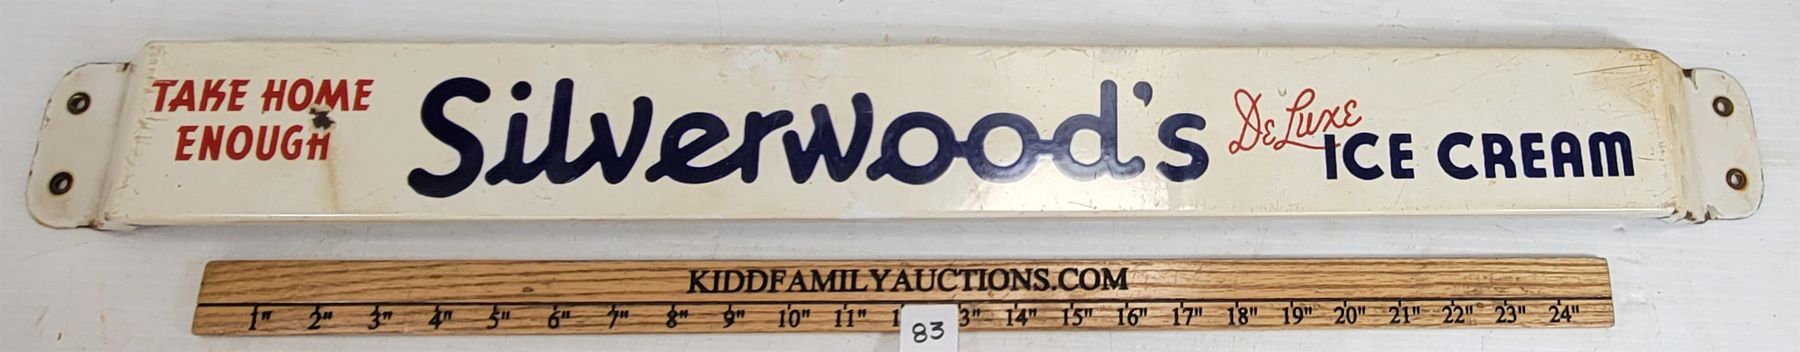 TAKE HOME
ENOUGH
Silverwood's
DeLuxe
ICE CREAM
KIDDFAMILYAUCTIONS.COM
1" 2" 3" 4" 5" 6" 7" 8" 9" 10" 11" 1 3" 14" 15" 16" 17" 18" 19" 20" 21" 22" 23" 24"
83